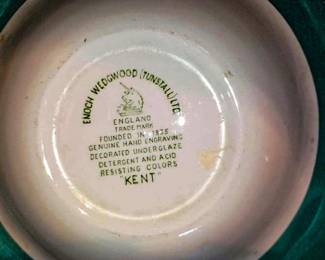 ENOCH WEDGWOOD (TUNSTALL) LTD.
ENGLAND
TRADE MARK
FOUNDED IN 1835
GENUINE HAND ENGRAVING
DECORATED UNDERGLAZE
DETERGENT AND ACID
RESISTING COLORS
"KENT"